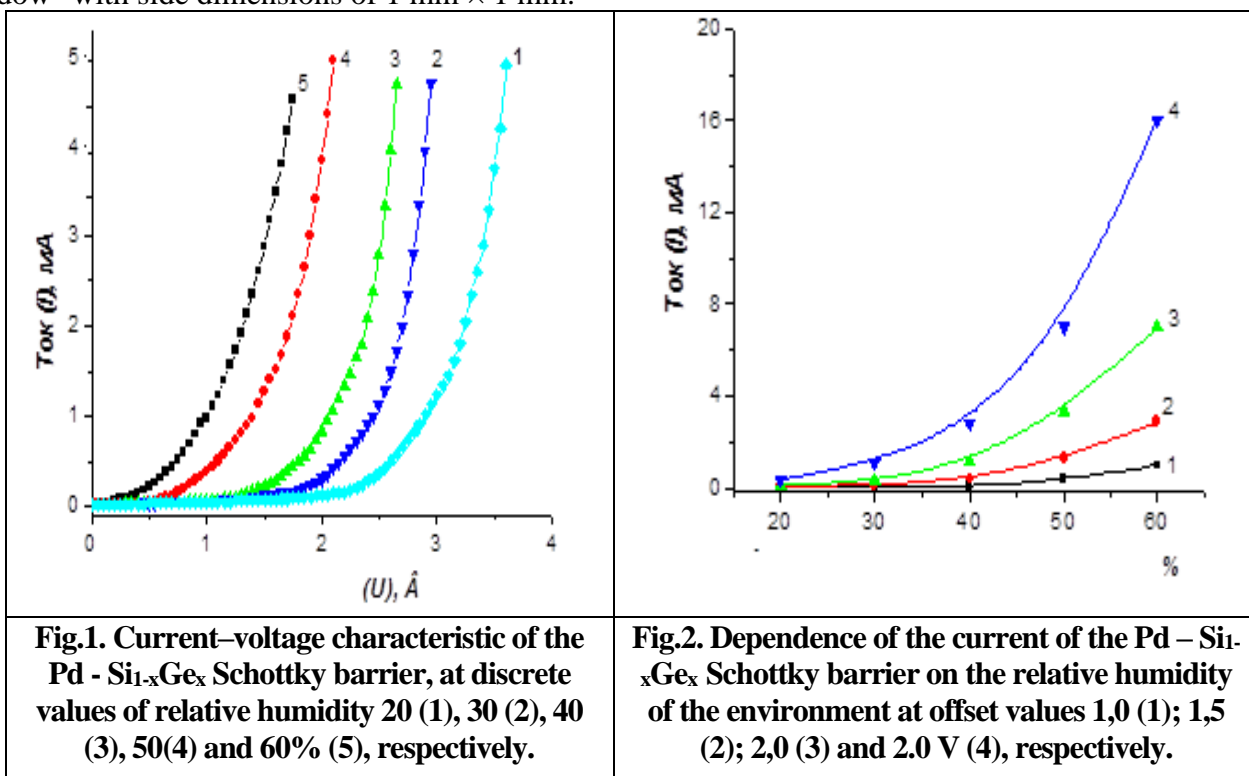 dow" with side dimensions of 1 mm × 1 mm.
5
4
3
2
1
0
Ток (I), мА
5
4
3
2
1
0
1
2
3
4
(U), Â
20
16
12
8
4
0
Ток (I), мА
4
3
2
1
20
30
40
50
60
%
Fig.1. Current–voltage characteristic of the
Pd - Si1-xGex Schottky barrier, at discrete
values of relative humidity 20 (1), 30 (2), 40
(3), 50(4) and 60% (5), respectively.
Fig.2. Dependence of the current of the Pd – Si1-
xGex Schottky barrier on the relative humidity
of the environment at offset values 1,0 (1); 1,5
(2); 2,0 (3) and 2.0 V (4), respectively.